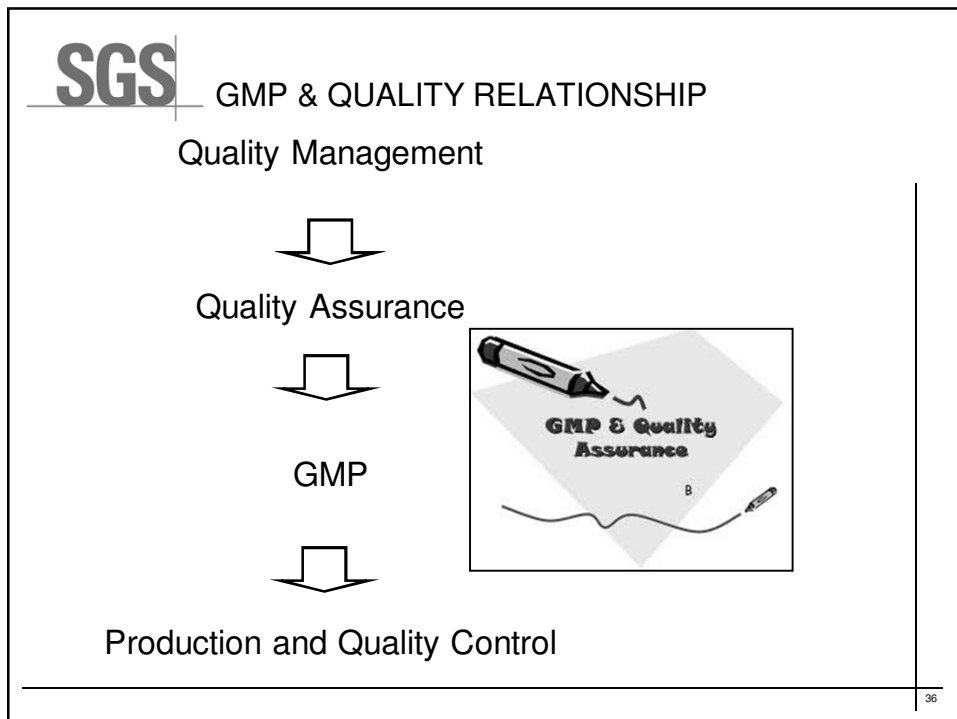 SGS
GMP & QUALITY RELATIONSHIP
Quality Management
Quality Assurance
GMP & Quality
Assurance
B
GMP
Production and Quality Control
36